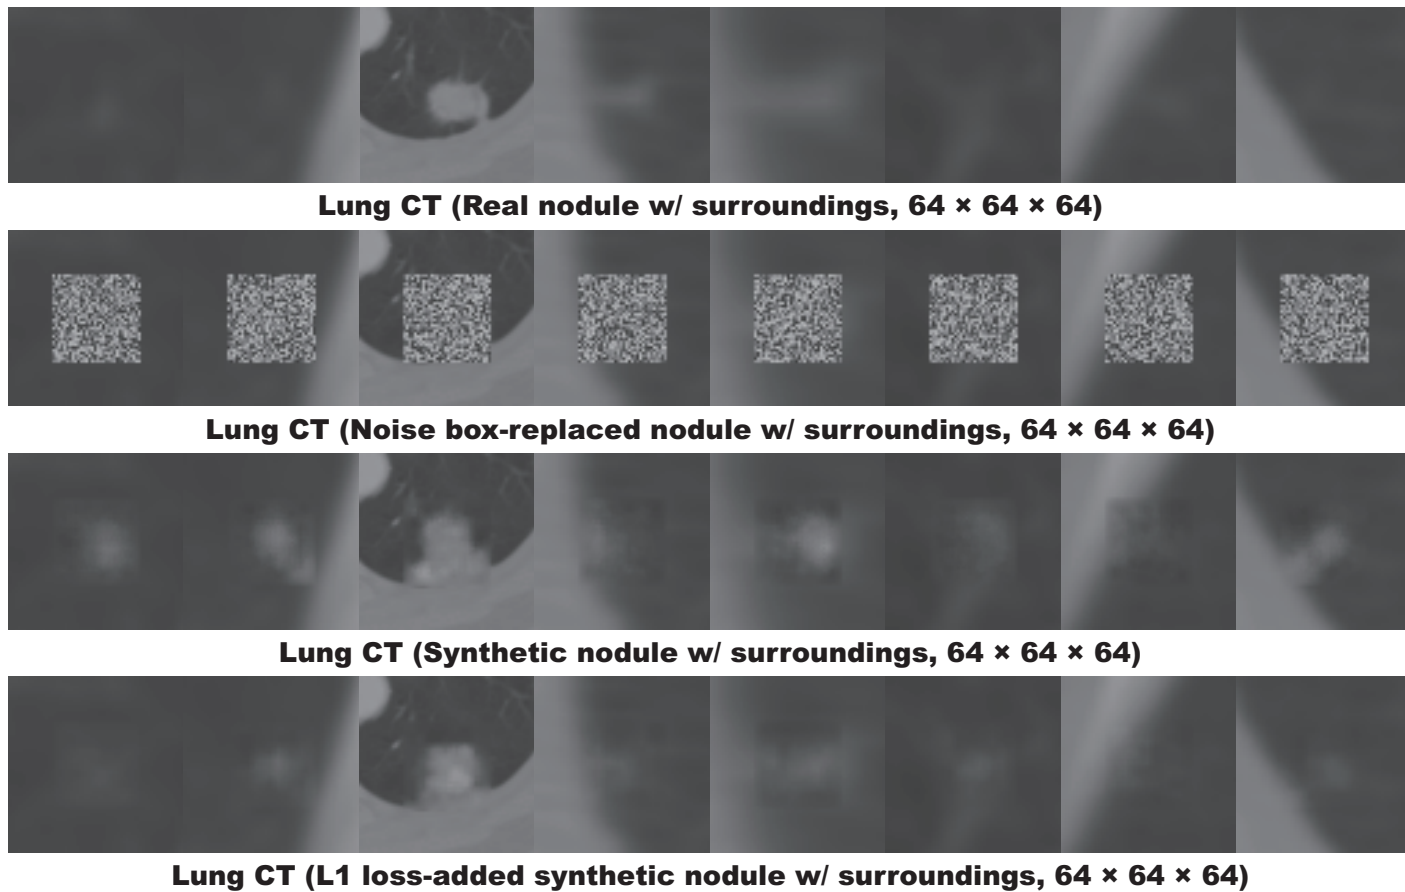 Lung CT (Real nodule w/ surroundings, 64 × 64 × 64)
Lung CT (Noise box-replaced nodule w/ surroundings, 64 × 64 × 64)
Lung CT (Synthetic nodule w/ surroundings, 64 × 64 × 64)
Lung CT (L1 loss-added synthetic nodule w/ surroundings, 64 × 64 × 64)